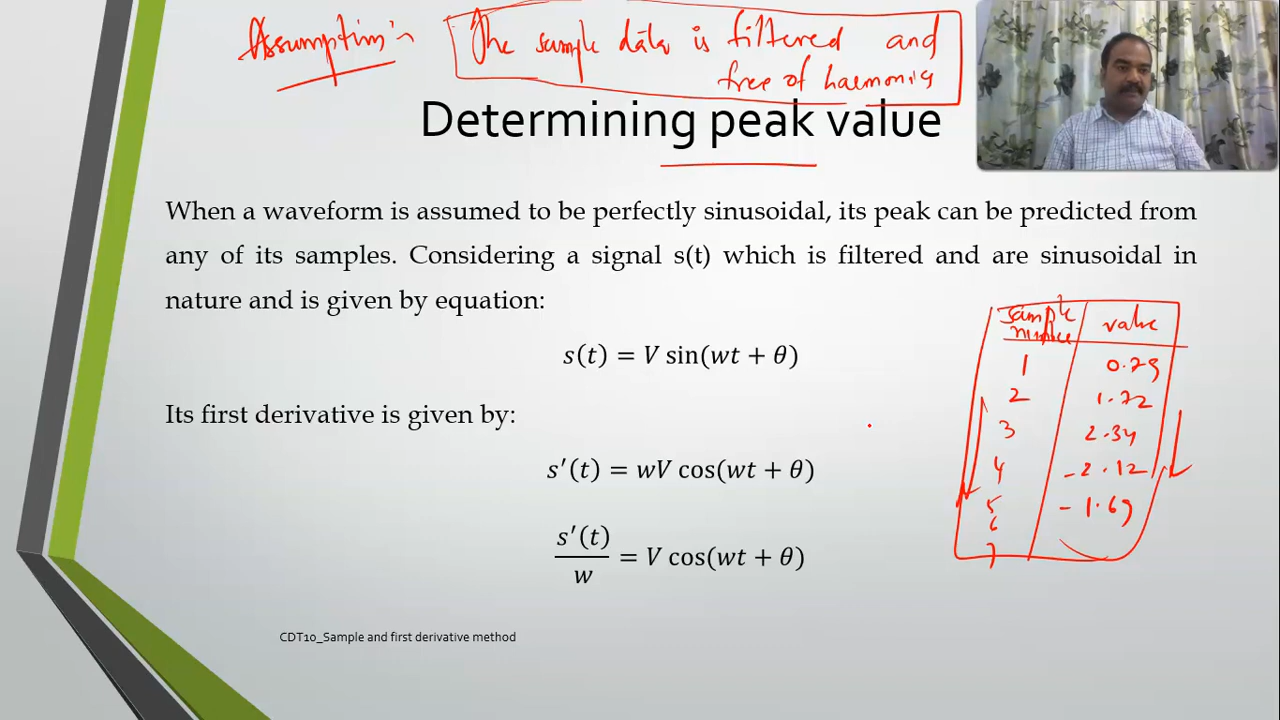 Assumption:
The sample data is filtered and
free of harmonics
Determining peak value
When a waveform is assumed to be perfectly sinusoidal, its peak can be predicted from
any of its samples. Considering a signal s(t) which is filtered and are sinusoidal in
nature and is given by equation:
s(t) = V sin(wt + θ)
Its first derivative is given by:
s′(t) = wV cos(wt + θ)
s′(t)/w = V cos(wt + θ)
sample number value
1 0.79
2 1.72
3 2.34
4 -2.12
5 -1.69
6
7
CDT10_Sample and first derivative method